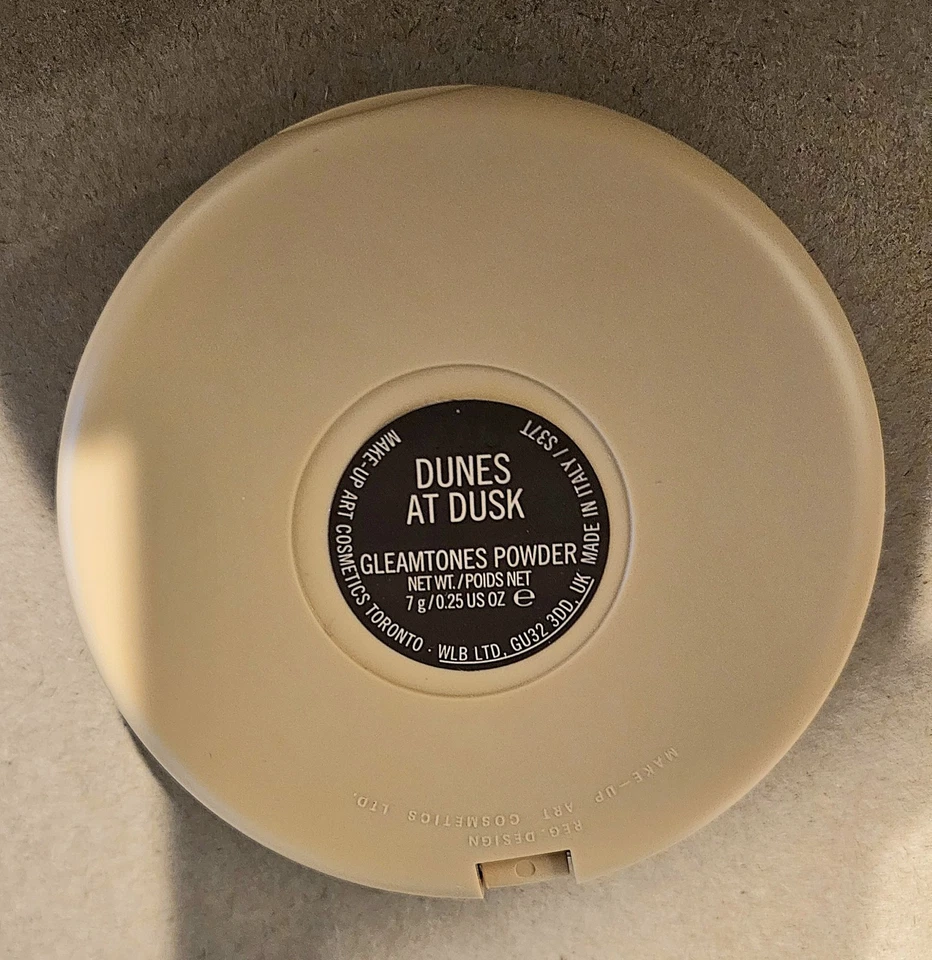 DUNES
AT DUSK
GLEAMTONES POWDER
NET WT./POIDS NET
7 g/0.25 US OZ ℮
MAKE-UP ART COSMETICS TORONTO · WLB LTD, GU32 3DD, UK MADE IN ITALY / S37T
MAKE-UP ART COSMETICS LTD.
REG. DESIGN